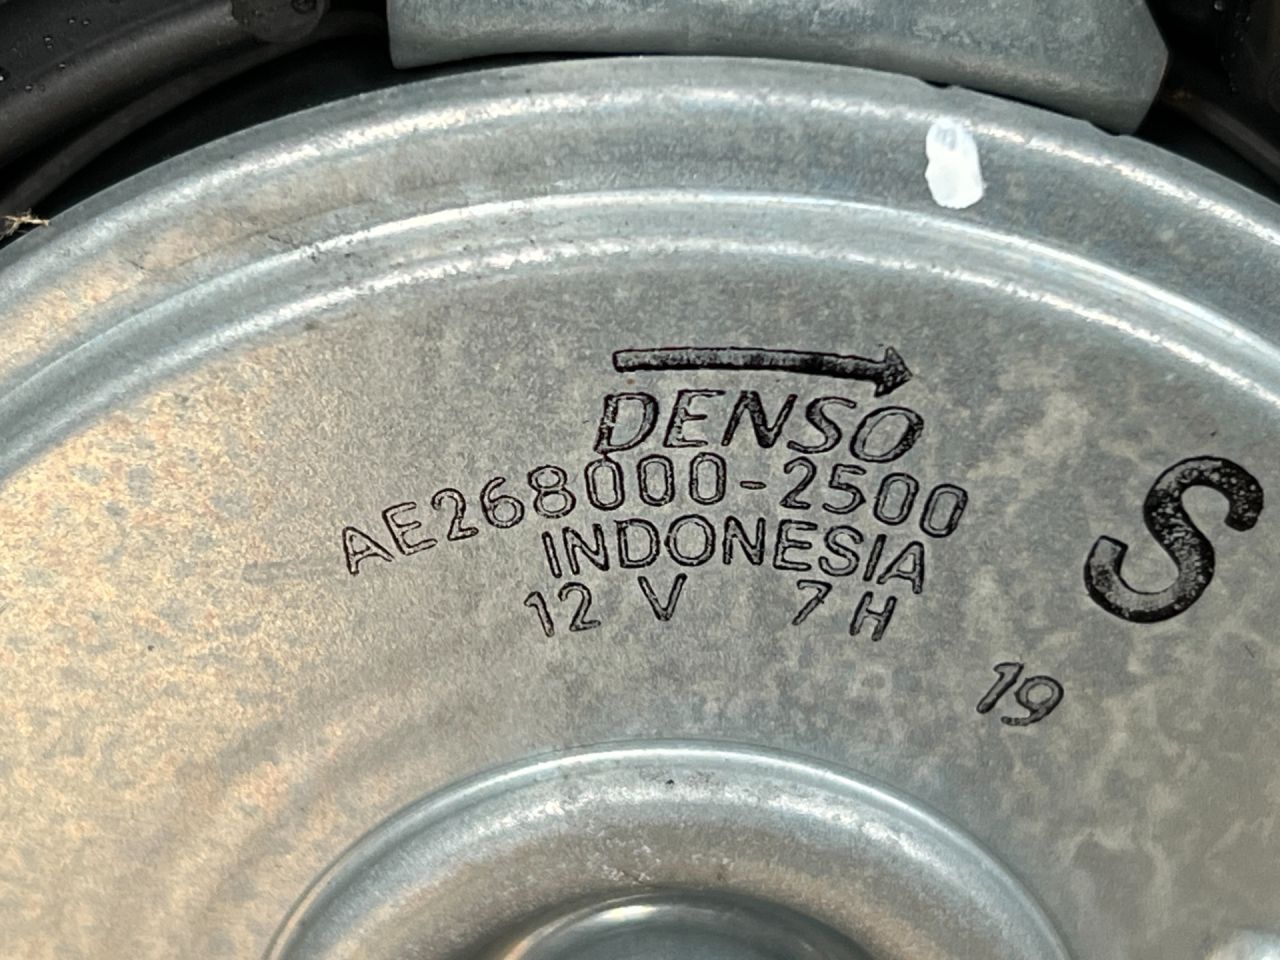 DENSO
AE268000-2500
INDONESIA
12 V 7 H
S
19